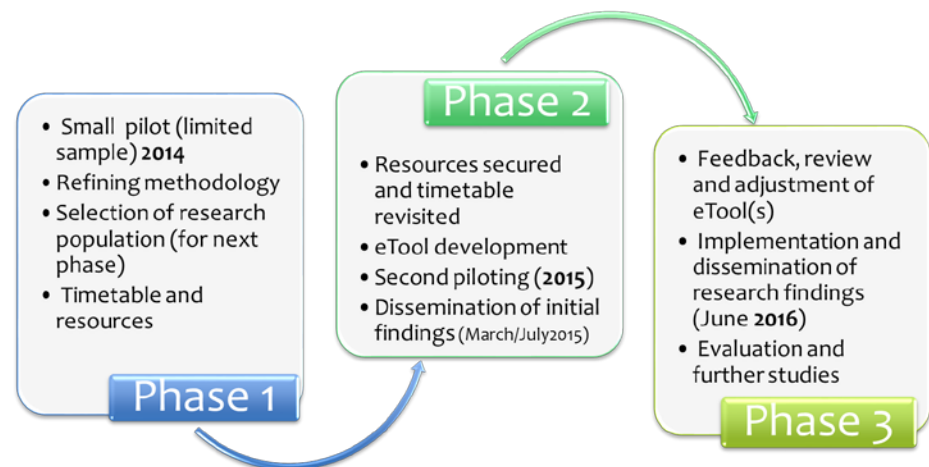 • Small pilot (limited
sample) 2014
• Refining methodology
• Selection of research
population (for next
phase)
• Timetable and
resources
Phase 1
Phase 2
• Resources secured
and timetable
revisited
• eTool development
• Second piloting (2015)
• Dissemination of initial
findings (March/July2015)
• Feedback, review
and adjustment of
eTool(s)
• Implementation and
dissemination of
research findings
(June 2016)
• Evaluation and
further studies
Phase 3